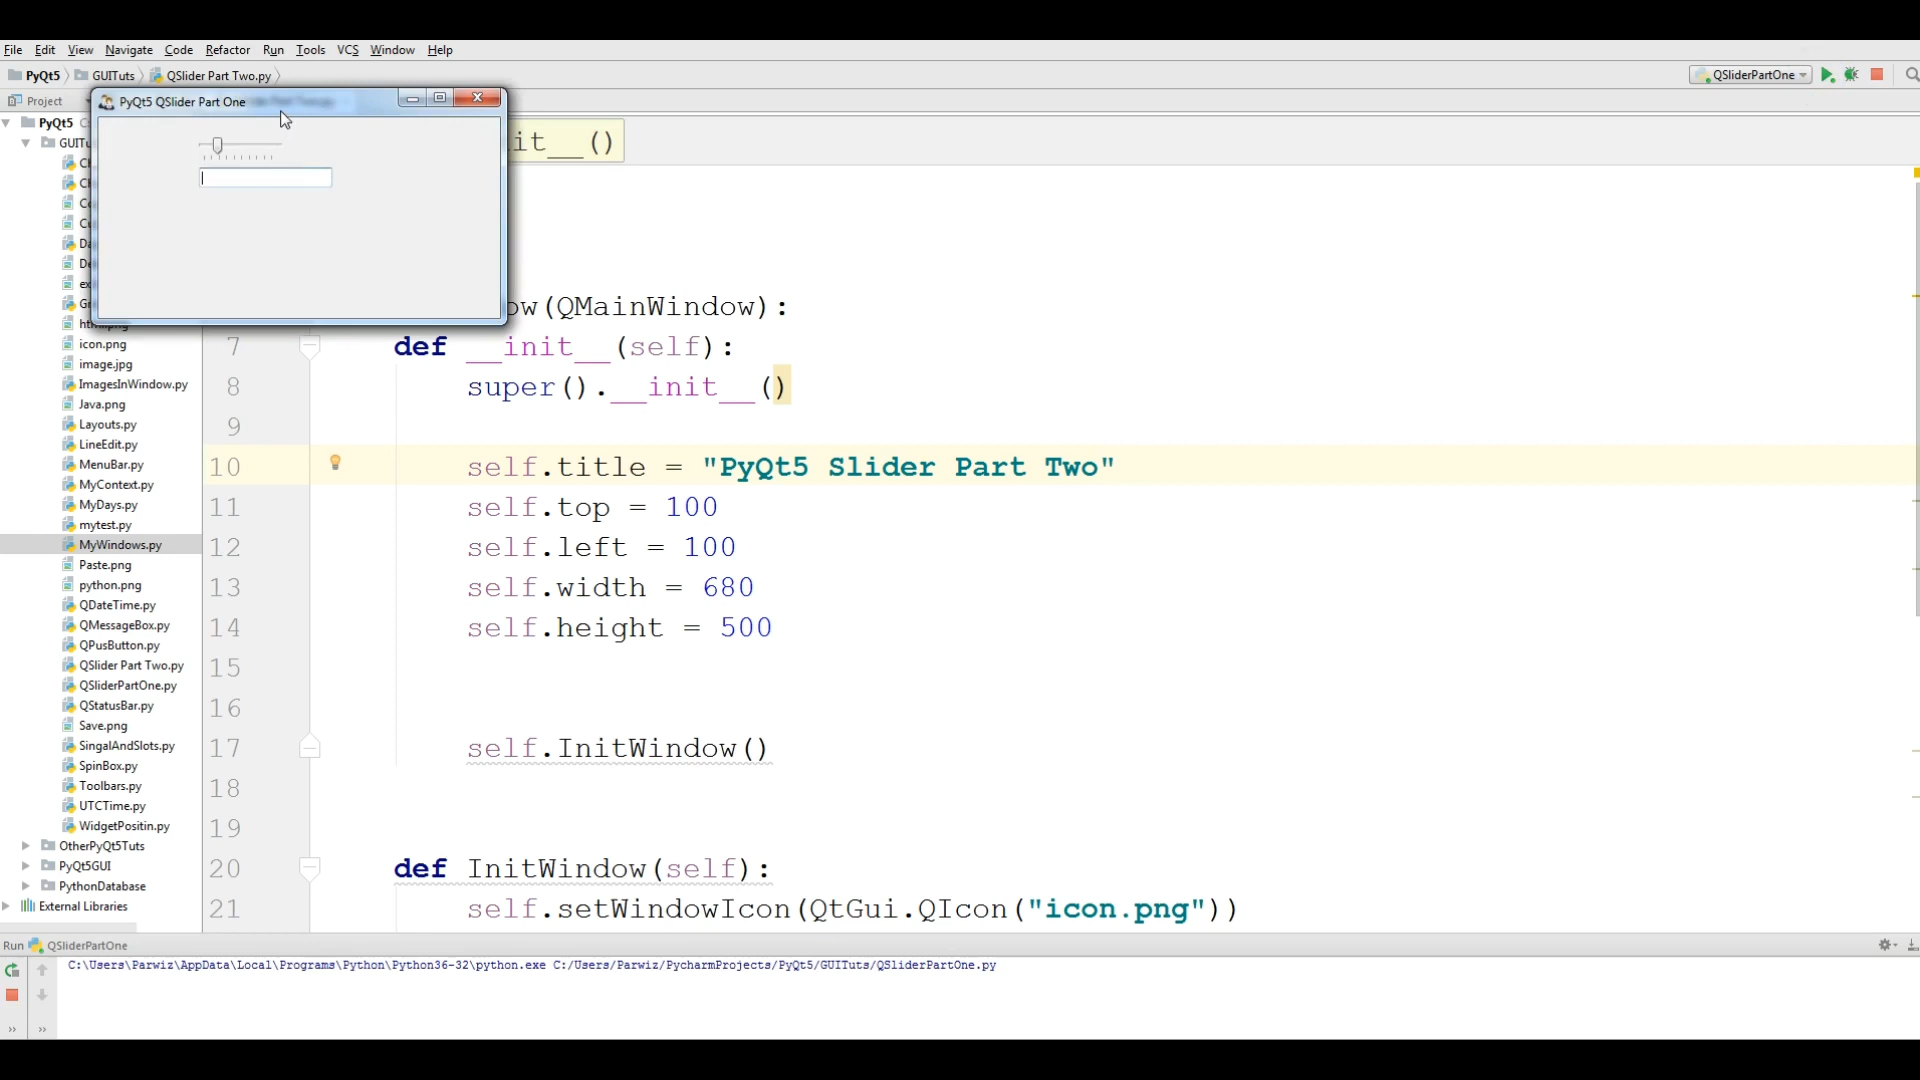 File Edit View Navigate Code Refactor Run Tools VCS Window Help
PyQt5 GUITuts QSlider Part Two.py QSliderPartOne
Project
PyQt5 QSlider Part One
PyQt5
it__()
ow(QMainWindow):
icon.png
7 def __init__(self):
image.jpg
ImagesInWindow.py
8 super().__init__()
Java.png
Layouts.py
9
LineEdit.py
MenuBar.py
10 self.title = "PyQt5 Slider Part Two"
MyContext.py
MyDays.py
11 self.top = 100
mytest.py
MyWindows.py
12 self.left = 100
Paste.png
python.png
13 self.width = 680
QDateTime.py
QMessageBox.py
14 self.height = 500
QPusButton.py
QSlider Part Two.py
15
QSliderPartOne.py
QStatusBar.py
16
Save.png
SingalAndSlots.py
17 self.InitWindow()
SpinBox.py
Toolbars.py
18
UTCTime.py
WidgetPositin.py
19
OtherPyQt5Tuts
PyQt5GUI
20 def InitWindow(self):
PythonDatabase
External Libraries
21 self.setWindowIcon(QtGui.QIcon("icon.png"))
Run QSliderPartOne
C:\Users\Parwiz\AppData\Local\Programs\Python\Python36-32\python.exe C:/Users/Parwiz/PycharmProjects/PyQt5/GUITuts/QSliderPartOne.py